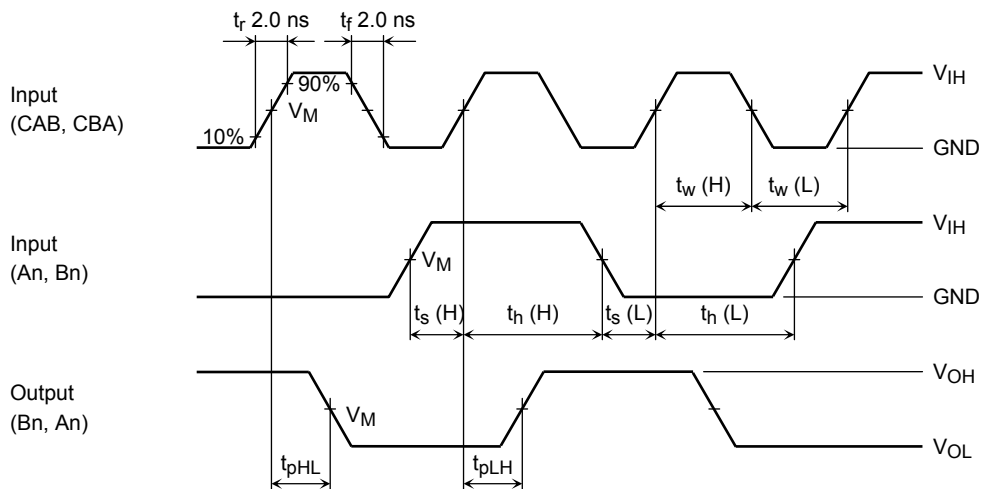 tr 2.0 ns
tf 2.0 ns
Input
(CAB, CBA)
10%
90%
VM
VIH
GND
tw (H)
tw (L)
Input
(An, Bn)
VM
VIH
GND
ts (H)
th (H)
ts (L)
th (L)
Output
(Bn, An)
VM
VOH
VOL
tpHL
tpLH